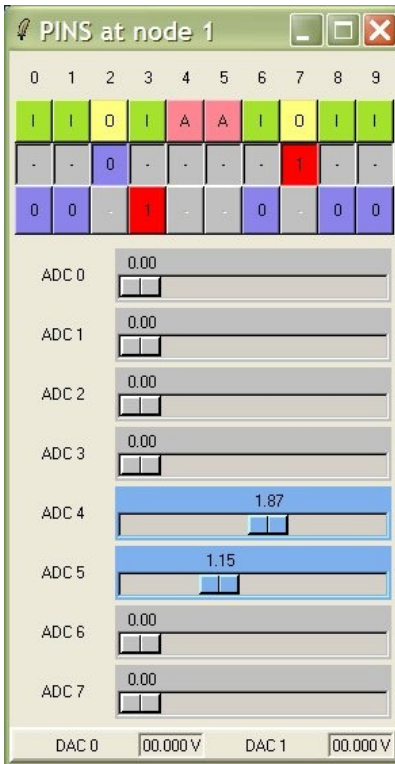 PINS at node 1
0 1 2 3 4 5 6 7 8 9
I I O I A A I O I I
- - 0 - - - - 1 - -
0 0 - 1 - - 0 - 0 0
0.00
ADC 0
0.00
ADC 1
0.00
ADC 2
0.00
ADC 3
1.87
ADC 4
1.15
ADC 5
0.00
ADC 6
0.00
ADC 7
DAC 0 00.000 V DAC 1 00.000 V